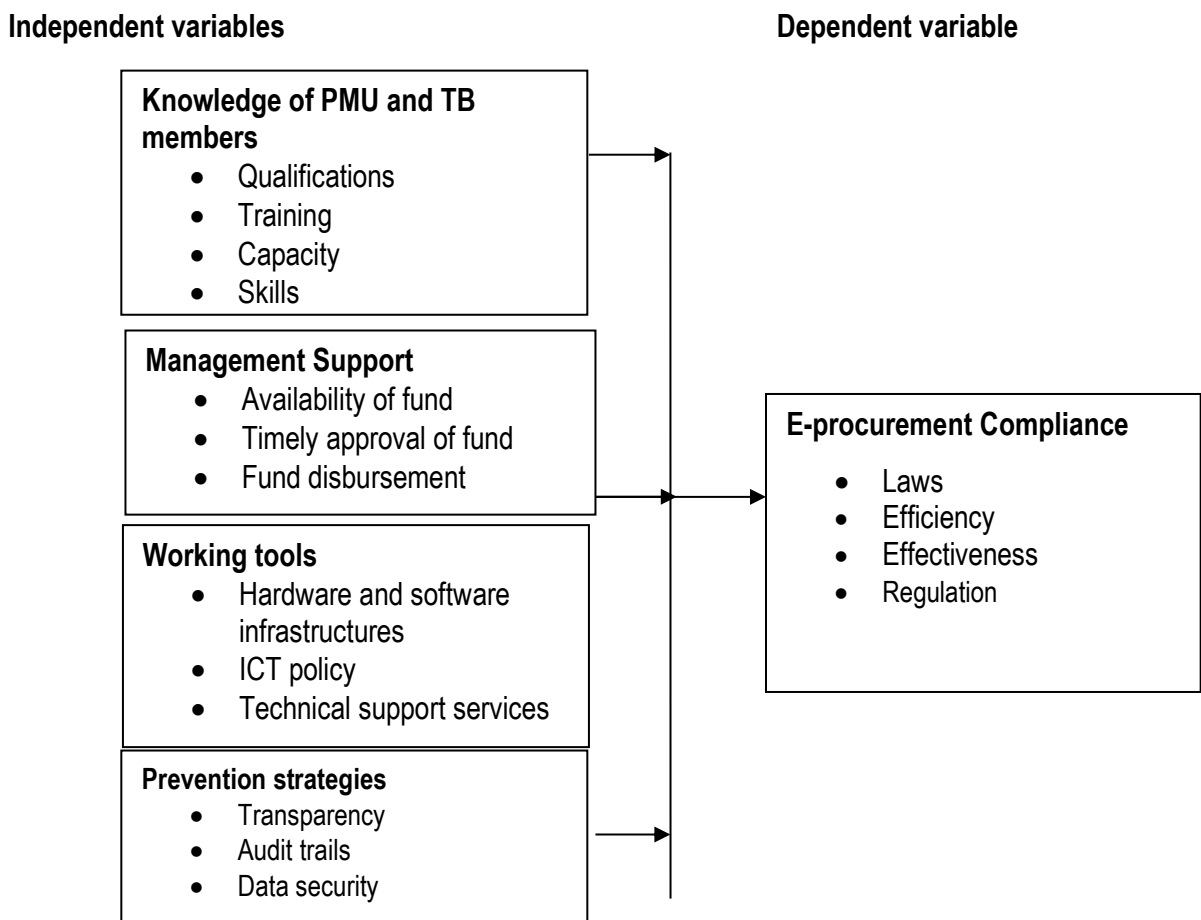 Independent variables
Dependent variable
Knowledge of PMU and TB
members
• Qualifications
• Training
• Capacity
• Skills
Management Support
• Availability of fund
• Timely approval of fund
• Fund disbursement
Working tools
• Hardware and software
infrastructures
• ICT policy
• Technical support services
Prevention strategies
• Transparency
• Audit trails
• Data security
E-procurement Compliance
• Laws
• Efficiency
• Effectiveness
• Regulation